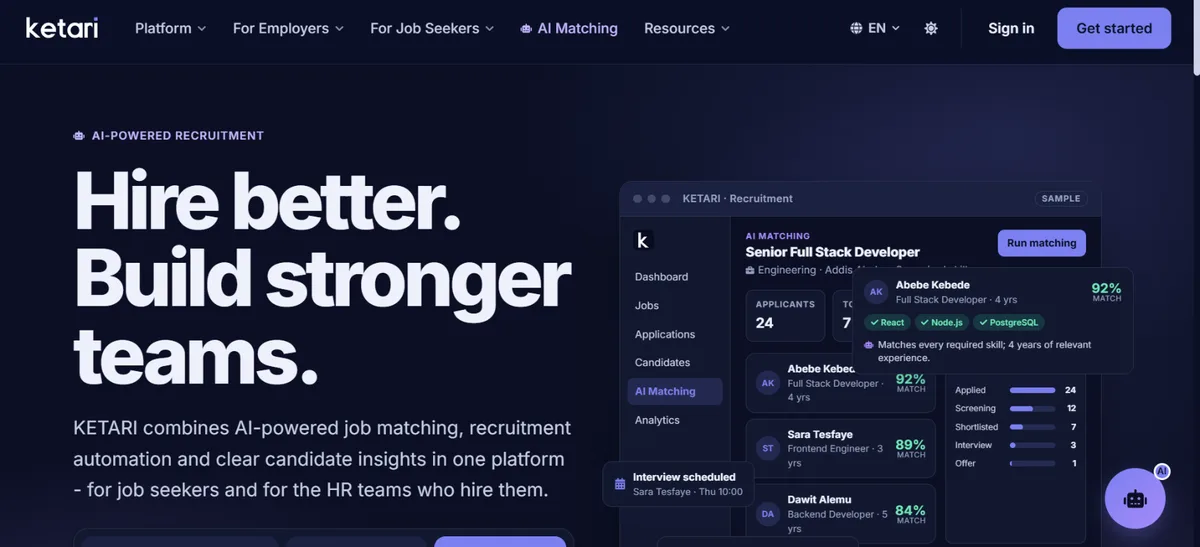 ketari
Platform
For Employers
For Job Seekers
AI Matching
Resources
EN
Sign in
Get started
AI-POWERED RECRUITMENT
Hire better.
Build stronger
teams.
KETARI combines AI-powered job matching, recruitment
automation and clear candidate insights in one platform
- for job seekers and for the HR teams who hire them.
KETARI · Recruitment
SAMPLE
k
Dashboard
Jobs
Applications
Candidates
AI Matching
Analytics
AI MATCHING
Senior Full Stack Developer
Run matching
Engineering · Addis
APPLICANTS
24
7
AK
Abebe Kebede
Full Stack Developer · 4 yrs
92%
MATCH
React
Node.js
PostgreSQL
Matches every required skill; 4 years of relevant
experience.
AK
Full Stack Developer ·
4 yrs
92%
MATCH
ST
Sara Tesfaye
Frontend Engineer · 3
yrs
89%
MATCH
DA
Dawit Alemu
Backend Developer · 5
yrs
84%
MATCH
Applied 24
Screening 12
Shortlisted 7
Interview 3
Offer 1
Interview scheduled
Sara Tesfaye · Thu 10:00
AI